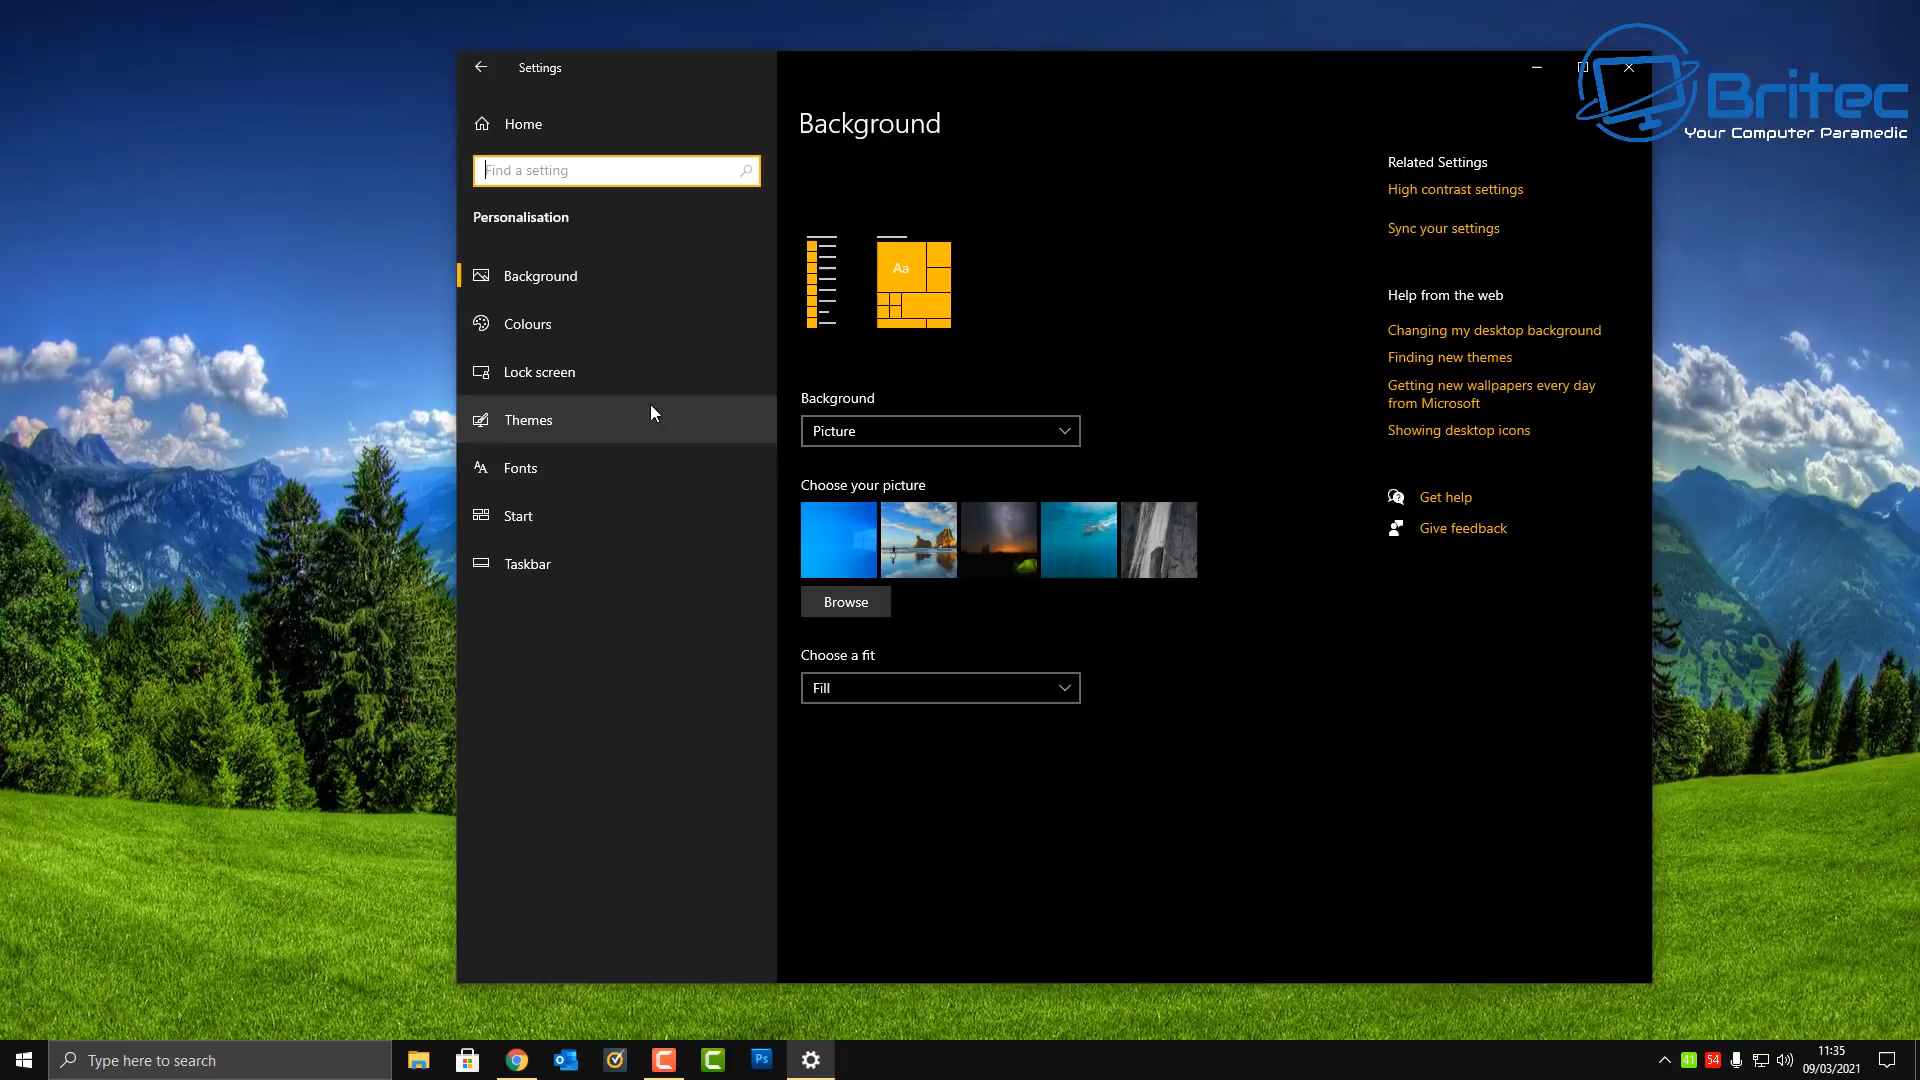 Settings
Home
Find a setting
Personalisation
Background
Colours
Lock screen
Themes
Fonts
Start
Taskbar
Background
Aa
Background
Picture
Choose your picture
Browse
Choose a fit
Fill
Related Settings
High contrast settings
Sync your settings
Help from the web
Changing my desktop background
Finding new themes
Getting new wallpapers every day
from Microsoft
Showing desktop icons
Get help
Give feedback
Britec
Your Computer Paramedic
Type here to search
Ps
41
54
11:35
09/03/2021